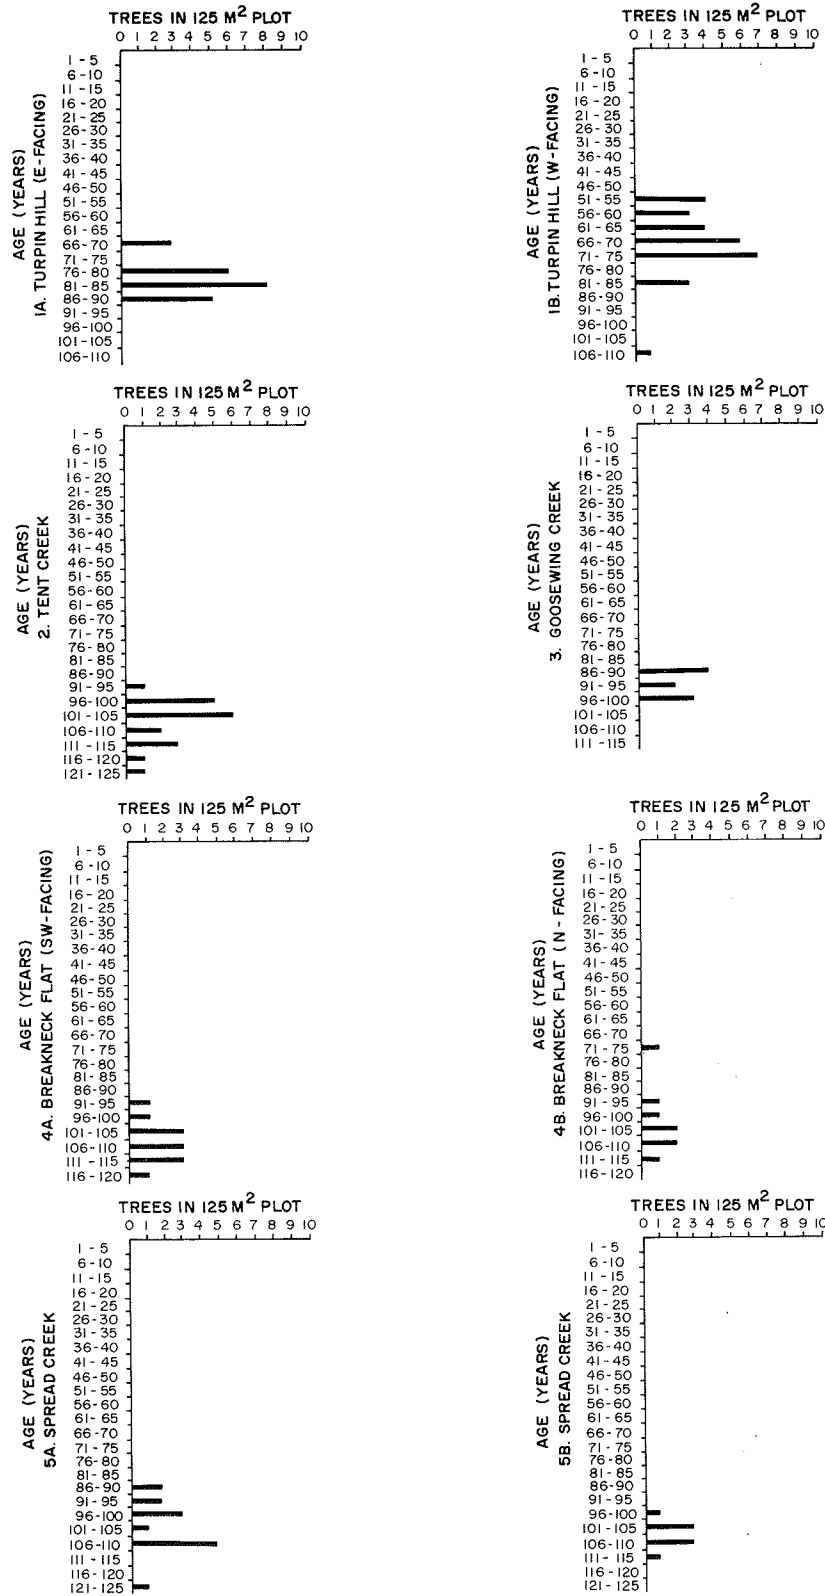 TREES IN 125 M² PLOT
0 1 2 3 4 5 6 7 8 9 10
AGE (YEARS)
1A. TURPIN HILL (E-FACING)
1 - 5
6 - 10
11 - 15
16 - 20
21 - 25
26 - 30
31 - 35
36 - 40
41 - 45
46 - 50
51 - 55
56 - 60
61 - 65
66 - 70
71 - 75
76 - 80
81 - 85
86 - 90
91 - 95
96 - 100
101 - 105
106 - 110
TREES IN 125 M² PLOT
0 1 2 3 4 5 6 7 8 9 10
AGE (YEARS)
1B. TURPIN HILL (W-FACING)
1 - 5
6 - 10
11 - 15
16 - 20
21 - 25
26 - 30
31 - 35
36 - 40
41 - 45
46 - 50
51 - 55
56 - 60
61 - 65
66 - 70
71 - 75
76 - 80
81 - 85
86 - 90
91 - 95
96 - 100
101 - 105
106 - 110
TREES IN 125 M² PLOT
0 1 2 3 4 5 6 7 8 9 10
AGE (YEARS)
2. TENT CREEK
1 - 5
6 - 10
11 - 15
16 - 20
21 - 25
26 - 30
31 - 35
36 - 40
41 - 45
46 - 50
51 - 55
56 - 60
61 - 65
66 - 70
71 - 75
76 - 80
81 - 85
86 - 90
91 - 95
96 - 100
101 - 105
106 - 110
111 - 115
116 - 120
121 - 125
TREES IN 125 M² PLOT
0 1 2 3 4 5 6 7 8 9 10
AGE (YEARS)
3. GOOSEWING CREEK
1 - 5
6 - 10
11 - 15
16 - 20
21 - 25
26 - 30
31 - 35
36 - 40
41 - 45
46 - 50
51 - 55
56 - 60
61 - 65
66 - 70
71 - 75
76 - 80
81 - 85
86 - 90
91 - 95
96 - 100
101 - 105
106 - 110
111 - 115
TREES IN 125 M² PLOT
0 1 2 3 4 5 6 7 8 9 10
AGE (YEARS)
4A. BREAKNECK FLAT (SW-FACING)
1 - 5
6 - 10
11 - 15
16 - 20
21 - 25
26 - 30
31 - 35
36 - 40
41 - 45
46 - 50
51 - 55
56 - 60
61 - 65
66 - 70
71 - 75
76 - 80
81 - 85
86 - 90
91 - 95
96 - 100
101 - 105
106 - 110
111 - 115
116 - 120
TREES IN 125 M² PLOT
0 1 2 3 4 5 6 7 8 9 10
AGE (YEARS)
4B. BREAKNECK FLAT (N - FACING)
1 - 5
6 - 10
11 - 15
16 - 20
21 - 25
26 - 30
31 - 35
36 - 40
41 - 45
46 - 50
51 - 55
56 - 60
61 - 65
66 - 70
71 - 75
76 - 80
81 - 85
86 - 90
91 - 95
96 - 100
101 - 105
106 - 110
111 - 115
116 - 120
TREES IN 125 M² PLOT
0 1 2 3 4 5 6 7 8 9 10
AGE (YEARS)
5A. SPREAD CREEK
1 - 5
6 - 10
11 - 15
16 - 20
21 - 25
26 - 30
31 - 35
36 - 40
41 - 45
46 - 50
51 - 55
56 - 60
61 - 65
66 - 70
71 - 75
76 - 80
81 - 85
86 - 90
91 - 95
96 - 100
101 - 105
106 - 110
111 - 115
116 - 120
121 - 125
TREES IN 125 M² PLOT
0 1 2 3 4 5 6 7 8 9 10
AGE (YEARS)
5B. SPREAD CREEK
1 - 5
6 - 10
11 - 15
16 - 20
21 - 25
26 - 30
31 - 35
36 - 40
41 - 45
46 - 50
51 - 55
56 - 60
61 - 65
66 - 70
71 - 75
76 - 80
81 - 85
86 - 90
91 - 95
96 - 100
101 - 105
106 - 110
111 - 115
116 - 120
121 - 125